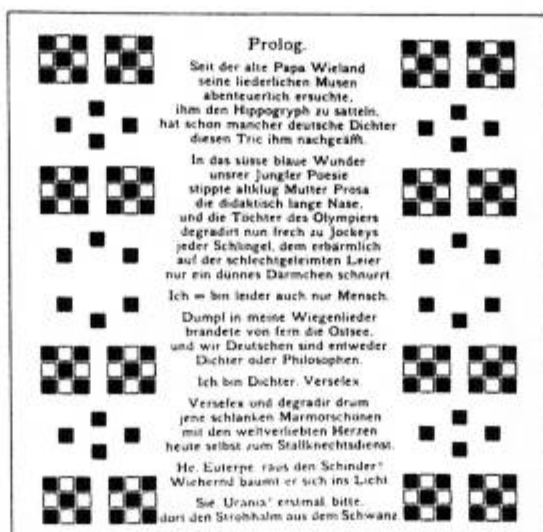 Prolog.
Seit der alte Papa Wieland
seine liederlichen Musen
abenteuerlich ersuchte,
ihm den Hippogryph zu satteln,
hat schon mancher deutsche Dichter
diesen Tric ihm nachgeäfft.
In das süsse blaue Wunder
unsrer Jungfer Poesie
stippte altklug Mutter Prosa
die didaktisch lange Nase,
und die Töchter des Olympiers
degradirt nun frech zu Jockeys
jeder Schlingel, dem erbärmlich
auf der schlechtgeleimten Leier
nur ein dünnes Därmchen schnurrt.
Ich = bin leider auch nur Mensch.
Dumpf in meine Wiegenlieder
brandete von fern die Ostsee,
und wir Deutschen sind entweder
Dichter oder Philosophen.
Ich bin Dichter. Verselex.
Verselex und degradir drum
jene schlanken Marmorschönen
mit den weltverliebten Herzen
heute selbst zum Stallknechtsdienst.
He, Euterpe, raus den Schinder!
Wiehernd bäumt er sich ins Licht.
Sie, Urania! erstmal, bitte,
dort den Strohhalm aus dem Schwanz